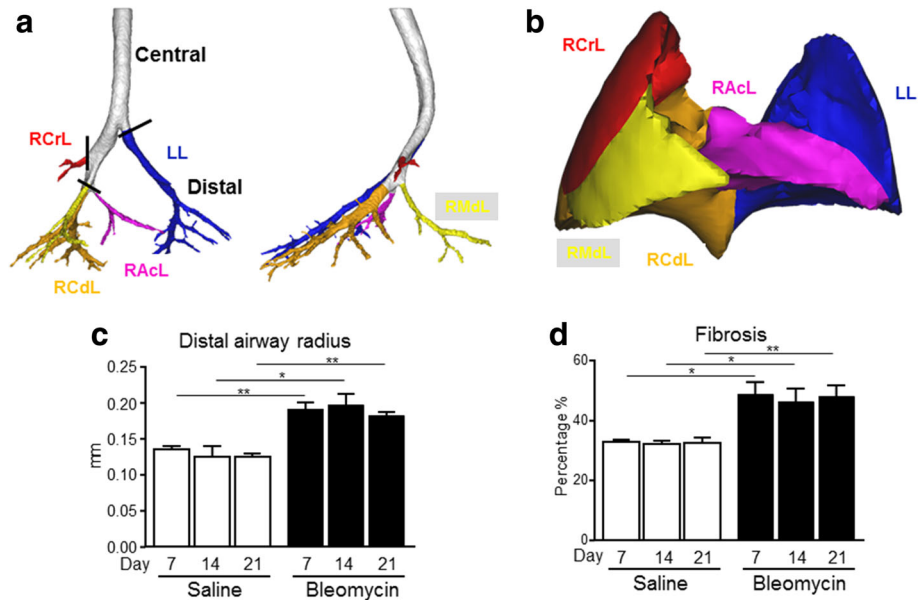 a
Central
RCrL
LL
Distal
RMdL
RAcL
RCdL
b
RCrL
RAcL
LL
RMdL
RCdL
c
Distal airway radius
0.25
0.20
0.15
0.10
0.05
0.00
mm
**
*
**
Day 7 14 21 7 14 21
Saline Bleomycin
d
Fibrosis
60
40
20
0
Percentage %
**
*
*
Day 7 14 21 7 14 21
Saline Bleomycin